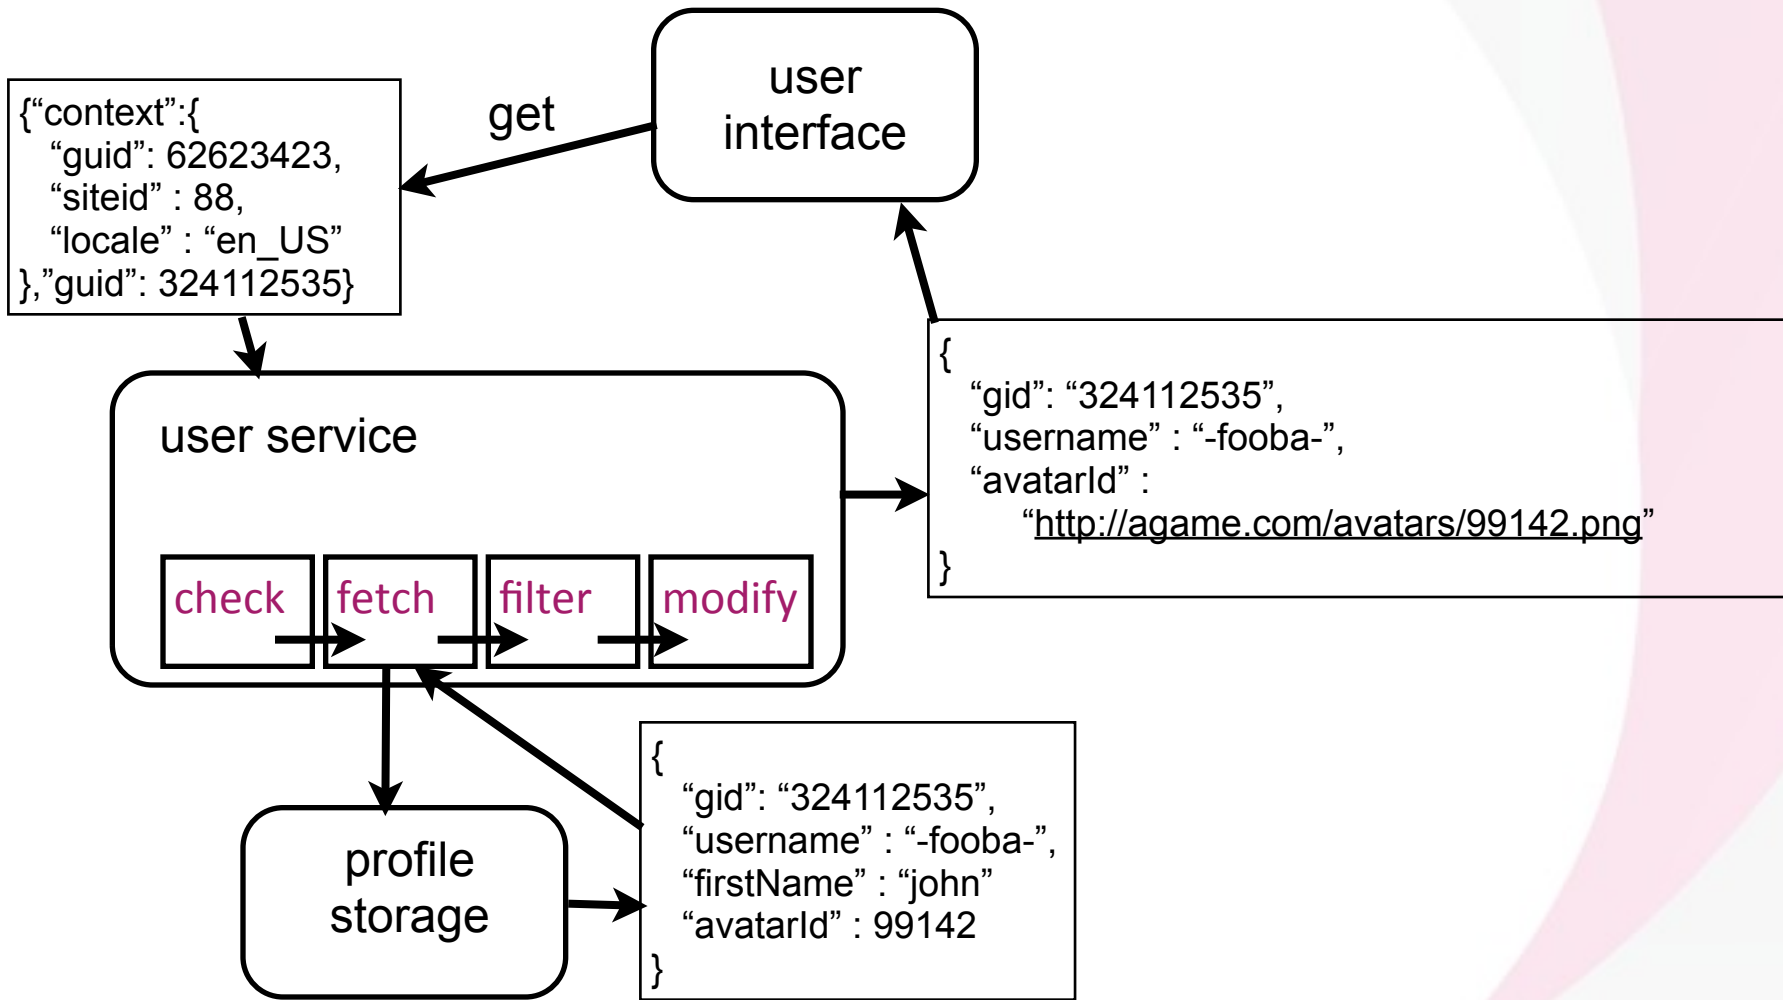 user
interface
get
{“context”:{
“guid”: 62623423,
“siteid” : 88,
“locale” : “en_US”
},”guid”: 324112535}
user service
check
fetch
filter
modify
{
“gid”: “324112535”,
“username” : “-fooba-”,
“avatarId” :
“http://agame.com/avatars/99142.png”
}
profile
storage
{
“gid”: “324112535”,
“username” : “-fooba-”,
“firstName” : “john”
“avatarId” : 99142
}